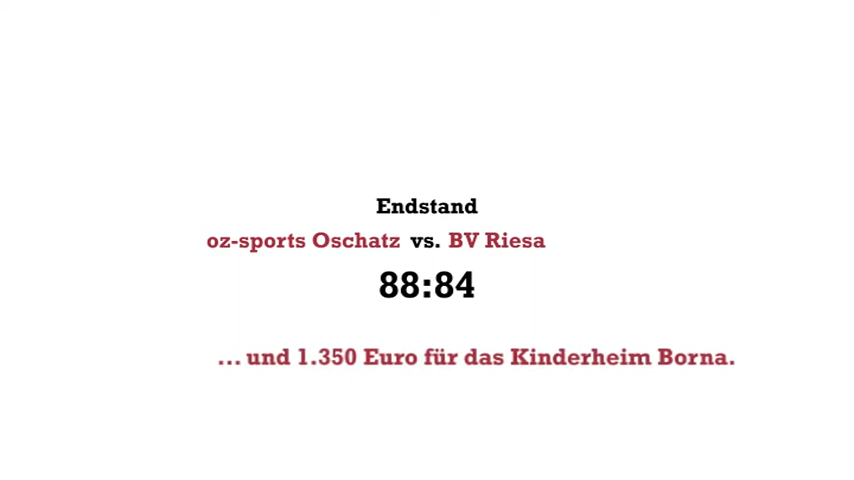 Endstand
oz-sports Oschatz vs. BV Riesa
88:84
... und 1.350 Euro für das Kinderheim Borna.